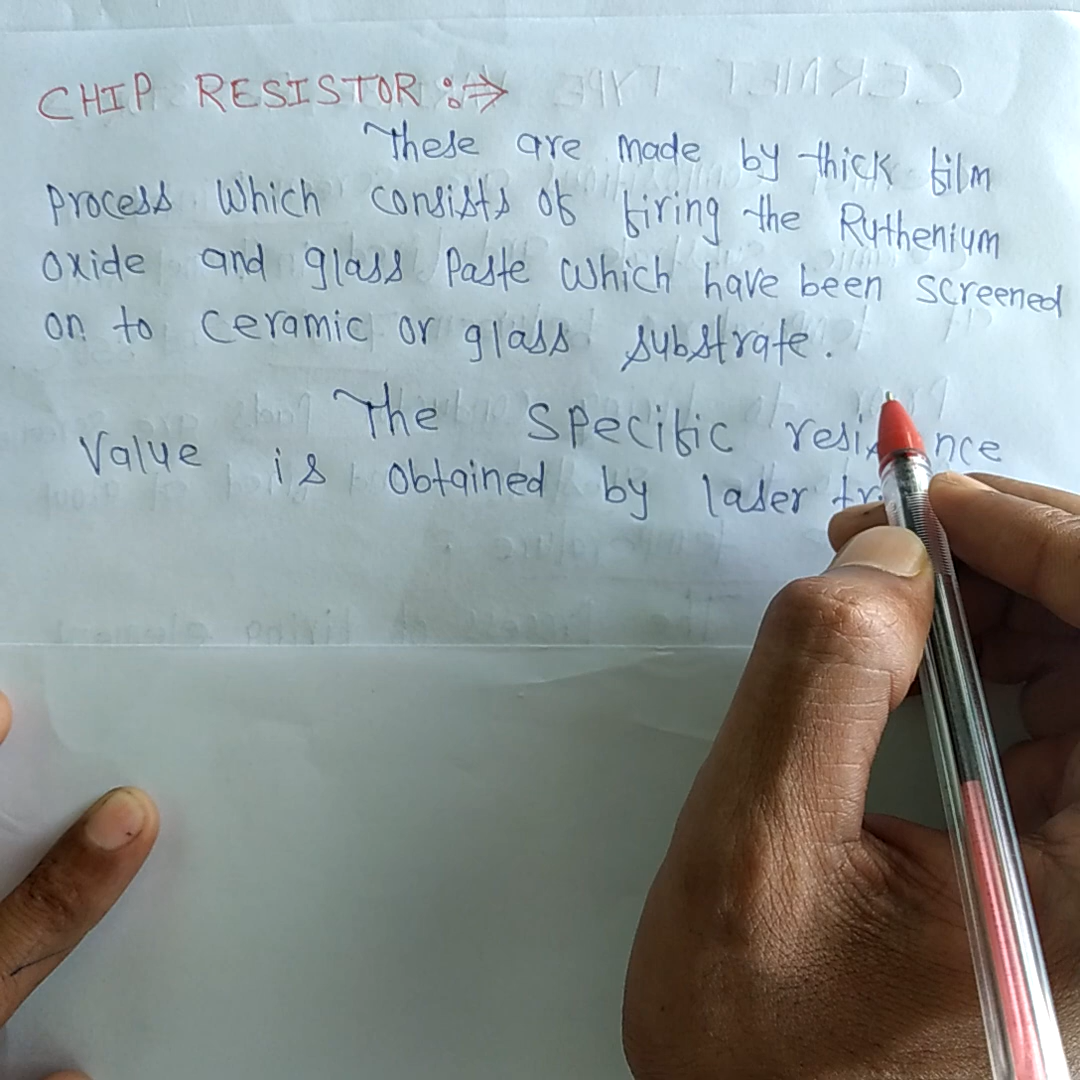 CHIP RESISTOR :⇒
These are made by thick film
process which consists of firing the Ruthenium
oxide and glass paste which have been screened
on to ceramic or glass substrate.
The specific
value is obtained by laser